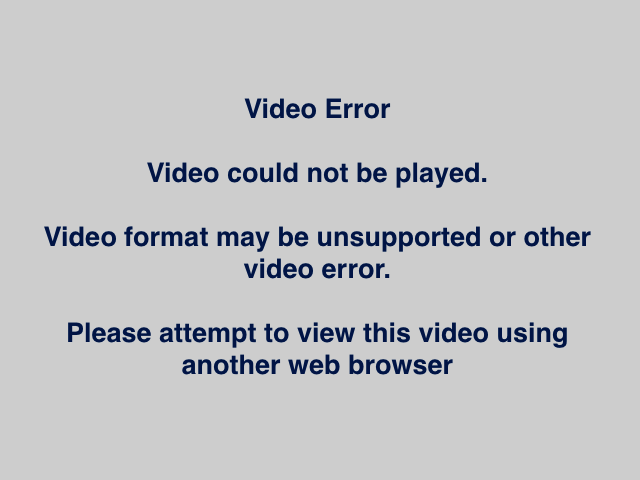 Video Error
Video could not be played.
Video format may be unsupported or other
video error.
Please attempt to view this video using
another web browser